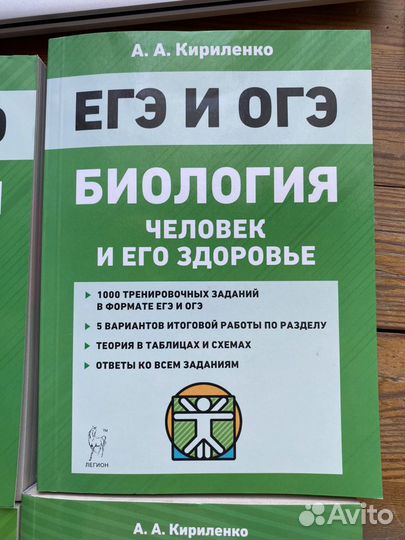 А. А. Кириленко
ЕГЭ И ОГЭ
БИОЛОГИЯ
ЧЕЛОВЕК
И ЕГО ЗДОРОВЬЕ
1000 ТРЕНИРОВОЧНЫХ ЗАДАНИЙ
В ФОРМАТЕ ЕГЭ И ОГЭ
5 ВАРИАНТОВ ИТОГОВОЙ РАБОТЫ ПО РАЗДЕЛУ
ТЕОРИЯ В ТАБЛИЦАХ И СХЕМАХ
ОТВЕТЫ КО ВСЕМ ЗАДАНИЯМ
TM
ЛЕГИОН
А. А. Кириленко
Avito